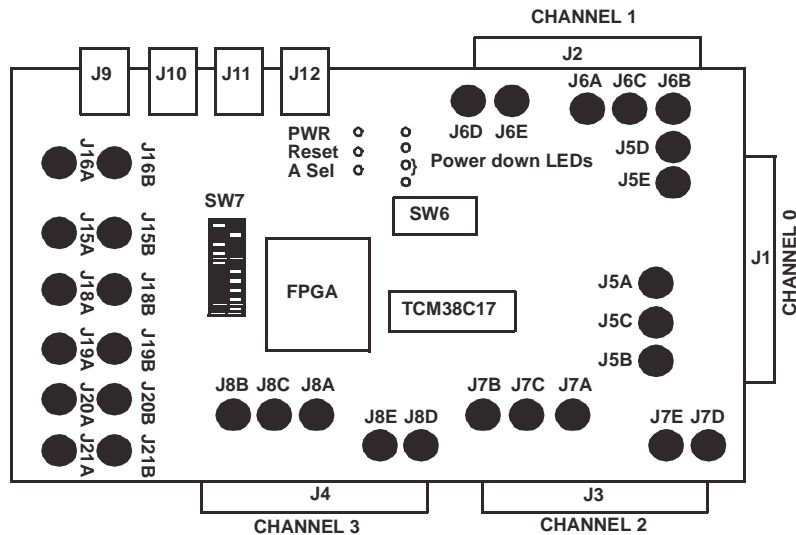 CHANNEL 1
J2
J9 J10 J11 J12
J6A J6C J6B
J6D J6E
PWR
Reset
A Sel
Power down LEDs
J5D
J5E
J16A J16B
SW7
SW6
J15A J15B
J1
CHANNEL 0
FPGA
TCM38C17
J18A J18B
J5A
J5C
J5B
J19A J19B
J8B J8C J8A
J7B J7C J7A
J20A J20B
J8E J8D
J7E J7D
J21A J21B
J4
J3
CHANNEL 3
CHANNEL 2